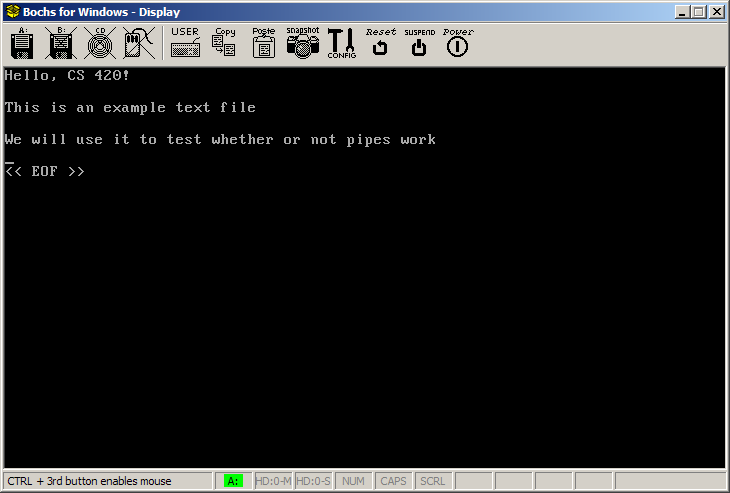 Bochs for Windows - Display
A: B: CD USER Copy Paste snapshot CONFIG Reset SUSPEND Power
Hello, CS 420!
This is an example text file
We will use it to test whether or not pipes work
<< EOF >>
CTRL + 3rd button enables mouse A: HD:0-M HD:0-S NUM CAPS SCRL